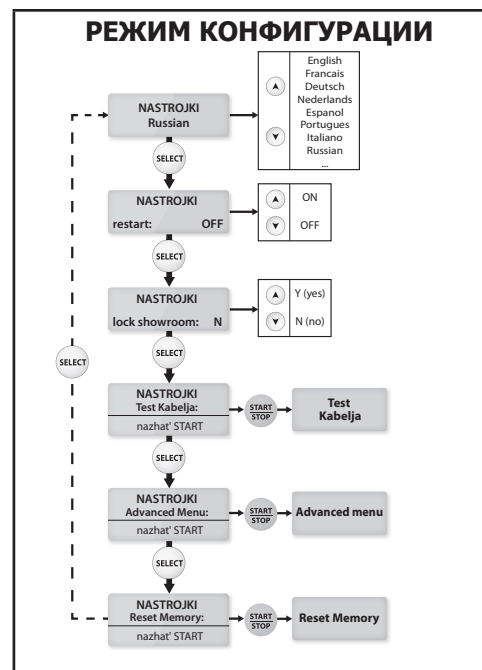 РЕЖИМ КОНФИГУРАЦИИ
NASTROJKI
Russian
English
Francais
Deutsch
Nederlands
Espanol
Portugues
Italiano
Russian
...
SELECT
NASTROJKI
restart: OFF
ON
OFF
SELECT
NASTROJKI
lock showroom: N
Y (yes)
N (no)
SELECT
SELECT
NASTROJKI
Test Kabelja:
nazhat' START
START
STOP
Test
Kabelja
SELECT
NASTROJKI
Advanced Menu:
nazhat' START
START
STOP
Advanced menu
SELECT
NASTROJKI
Reset Memory:
nazhat' START
START
STOP
Reset Memory